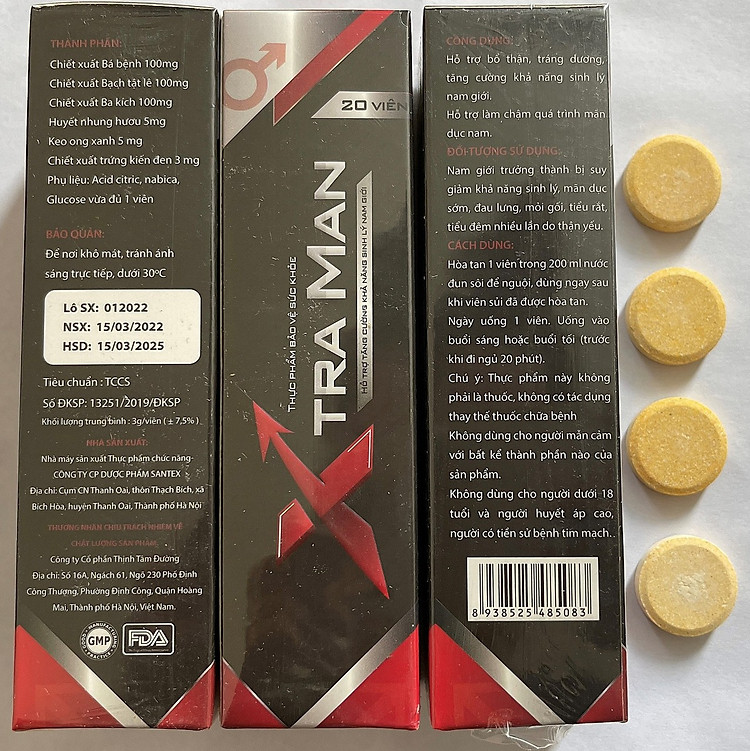 THÀNH PHẦN:
Chiết xuất Bá bệnh 100mg
Chiết xuất Bạch tật lê 100mg
Chiết xuất Ba kích 100mg
Huyết nhung hươu 5mg
Keo ong xanh 5 mg
Chiết xuất trứng kiến đen 3 mg
Phụ liệu: Acid citric, nabica,
Glucose vừa đủ 1 viên
BẢO QUẢN:
Để nơi khô mát, tránh ánh
sáng trực tiếp, dưới 30ºC
Lô SX: 012022
NSX: 15/03/2022
HSD: 15/03/2025
Tiêu chuẩn : TCCS
Số ĐKSP: 13251/2019/ĐKSP
Khối lượng trung bình : 3g/viên ( ± 7,5% )
NHÀ SẢN XUẤT:
Nhà máy sản xuất Thực phẩm chức năng-
CÔNG TY CP DƯỢC PHẨM SANTEX
Địa chỉ: Cụm CN Thanh Oai, thôn Thạch Bích, xã
Bích Hòa, huyện Thanh Oai, Thành phố Hà Nội
THƯƠNG NHÂN CHỊU TRÁCH NHIỆM VỀ
CHẤT LƯỢNG SẢN PHẨM:
Công ty Cổ phần Thịnh Tâm Đường
Địa chỉ: Số 16A, Ngách 61, Ngõ 230 Phố Định
Công Thượng, Phường Định Công, Quận Hoàng
Mai, Thành phố Hà Nội, Việt Nam.
GOOD MANUFACTURING PRACTICE
GMP
FDA
20 VIÊN
THỰC PHẨM BẢO VỆ SỨC KHỎE
X TRA MAN
HỖ TRỢ TĂNG CƯỜNG KHẢ NĂNG SINH LÝ NAM GIỚI
CÔNG DỤNG:
Hỗ trợ bổ thận, tráng dương,
tăng cường khả năng sinh lý
nam giới.
Hỗ trợ làm chậm quá trình mãn
dục nam.
ĐỐI TƯỢNG SỬ DỤNG:
Nam giới trưởng thành bị suy
giảm khả năng sinh lý, mãn dục
sớm, đau lưng, mỏi gối, tiểu rắt,
tiểu đêm nhiều lần do thận yếu.
CÁCH DÙNG:
Hòa tan 1 viên trong 200 ml nước
đun sôi để nguội, dùng ngay sau
khi viên sủi đã được hòa tan.
Ngày uống 1 viên. Uống vào
buổi sáng hoặc buổi tối (trước
khi đi ngủ 20 phút).
Chú ý: Thực phẩm này không
phải là thuốc, không có tác dụng
thay thế thuốc chữa bệnh
Không dùng cho người mẫn cảm
với bất kể thành phần nào của
sản phẩm.
Không dùng cho người dưới 18
tuổi và người huyết áp cao,
người có tiền sử bệnh tim mạch.
8 938525 485083